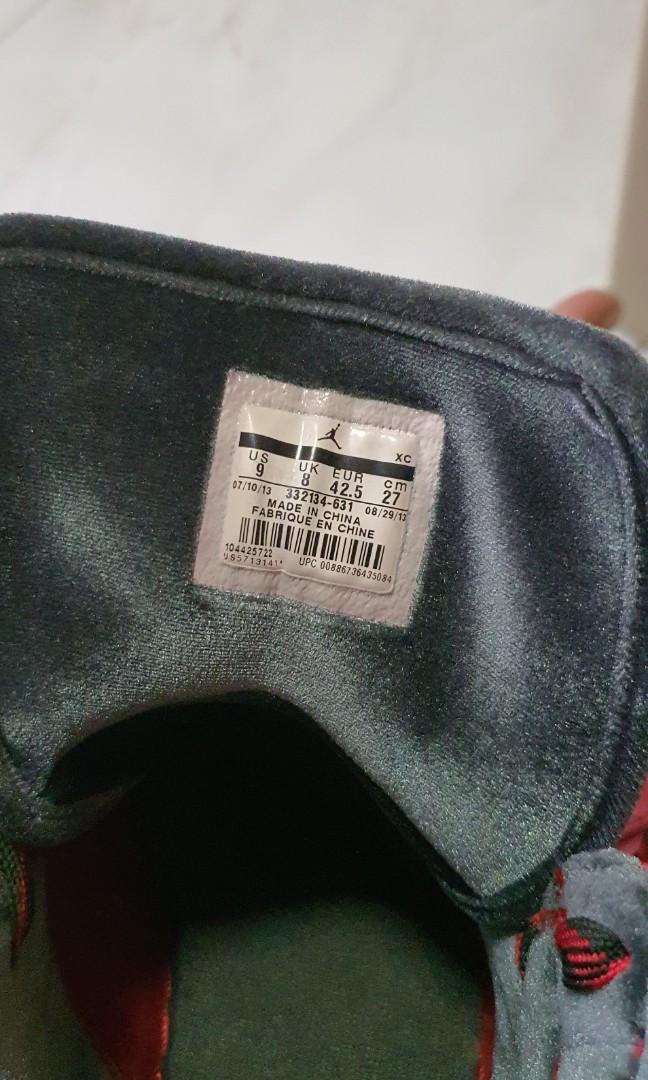 XC
US UK EUR cm
9 8 42.5 27
07/10/13 332134-631 08/29/13
MADE IN CHINA
FABRIQUE EN CHINE
104425722
UPC 00886736435084